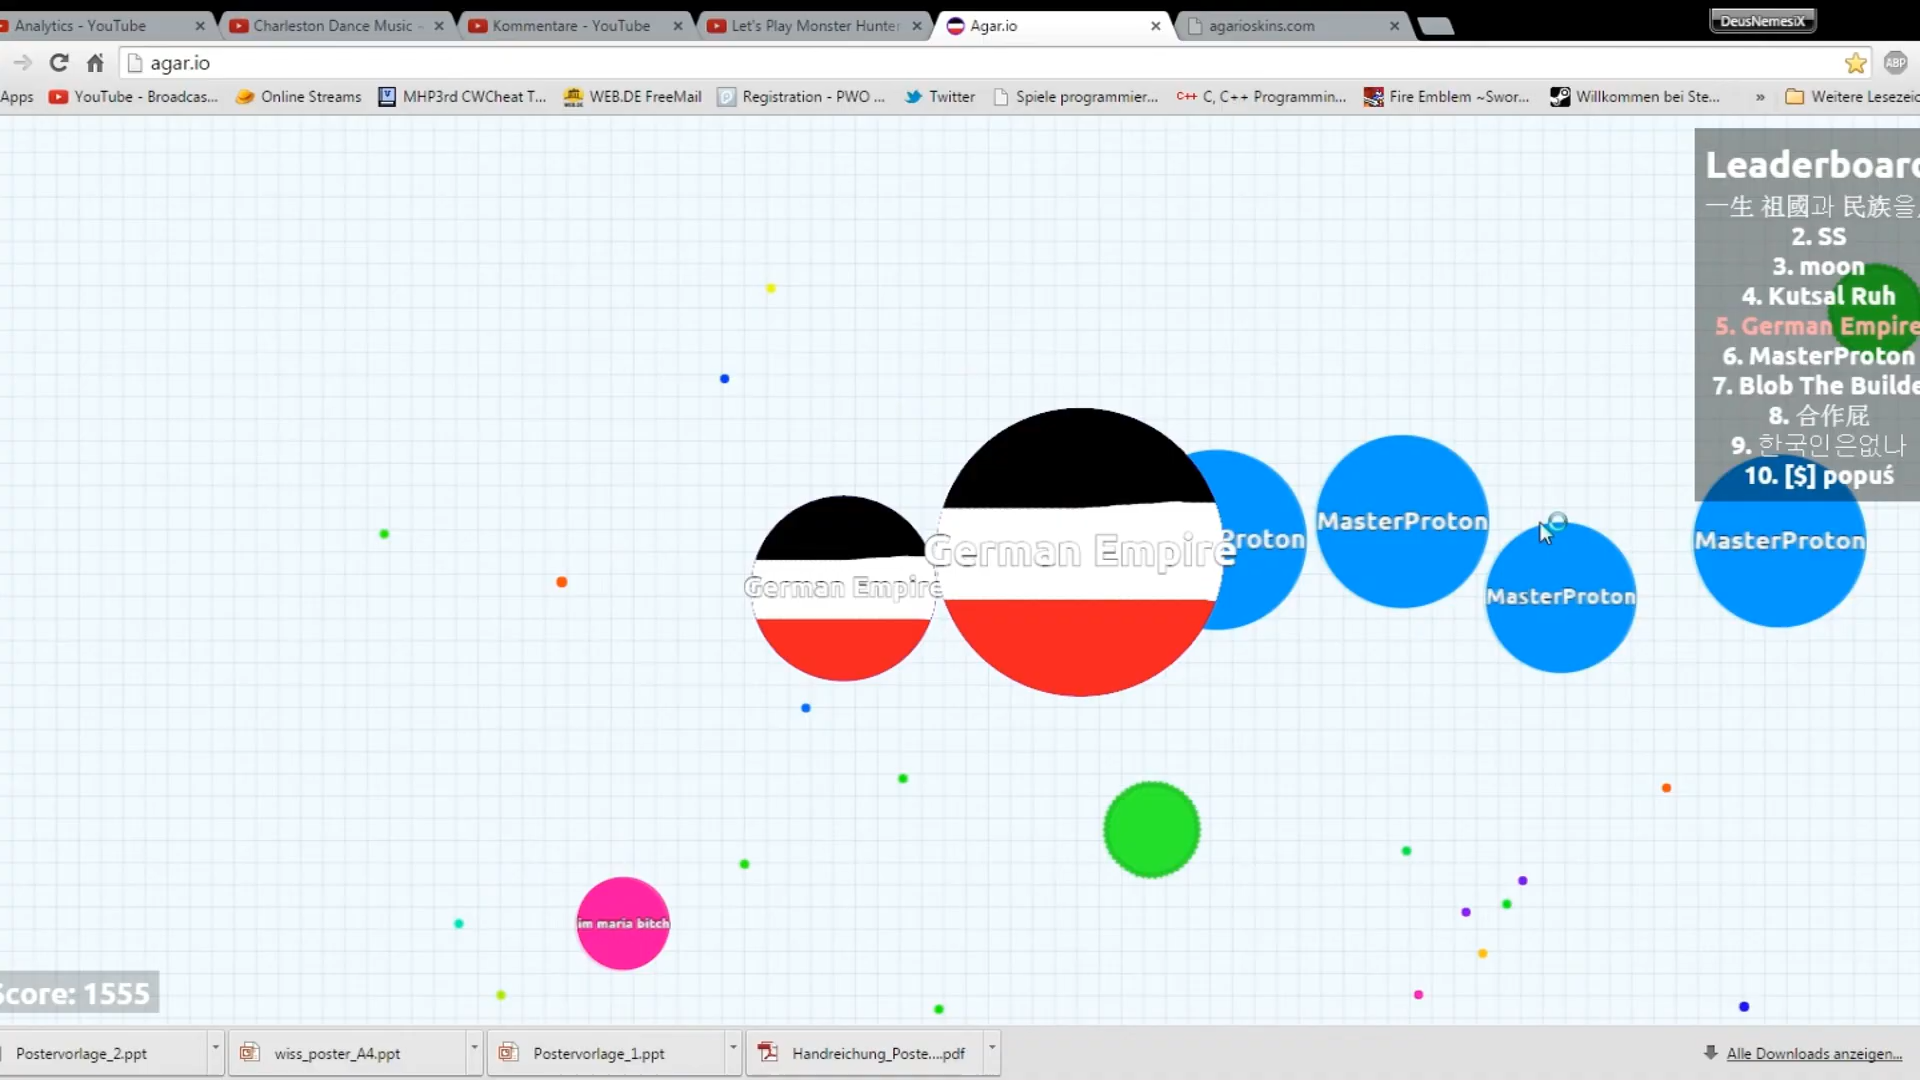 Analytics - YouTube
Charleston Dance Music -
Kommentare - YouTube
Let's Play Monster Hunter
Agar.io
agarioskins.com
DeusNemesiX
agar.io
ABP
Apps
YouTube - Broadcas...
Online Streams
MHP3rd CWCheat T...
WEB.DE FreeMail
Registration - PWO ...
Twitter
Spiele programmier...
C, C++ Programmin...
Fire Emblem ~Swor...
Willkommen bei Ste...
»
Weitere Lesezeic
Leaderboard
一生 祖國과 民族을
2. SS
3. moon
4. Kutsal Ruh
5. German Empire
6. MasterProton
7. Blob The Builde
8. 合作屁
9. 한국인은없나
10. [$] popuś
German Empire
German Empire
Proton
MasterProton
MasterProton
MasterProton
im maria bitch
Score: 1555
Postervorlage_2.ppt
wiss_poster_A4.ppt
Postervorlage_1.ppt
Handreichung_Poste....pdf
Alle Downloads anzeigen...